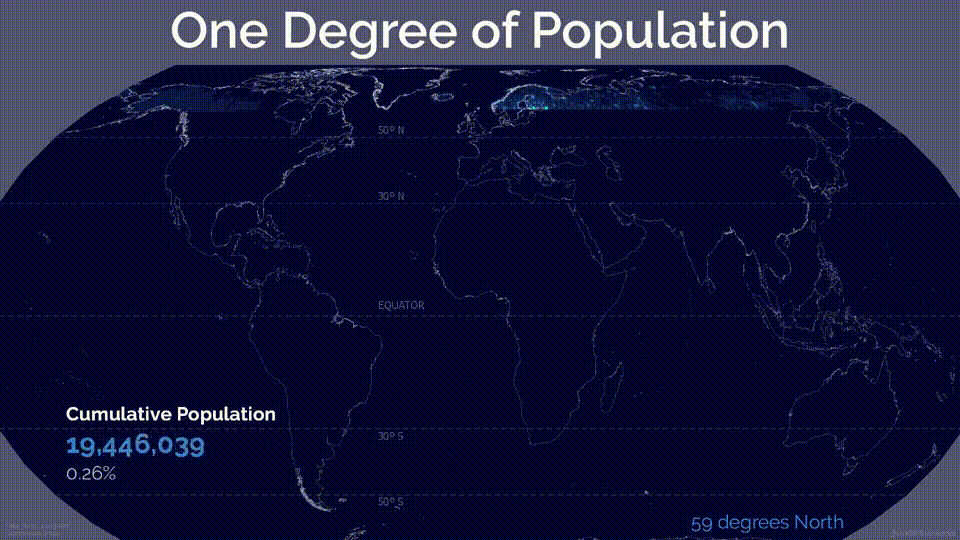 One Degree of Population
50° N
30° N
EQUATOR
Cumulative Population
19,446,039
0.26%
30° S
50° S
59 degrees North